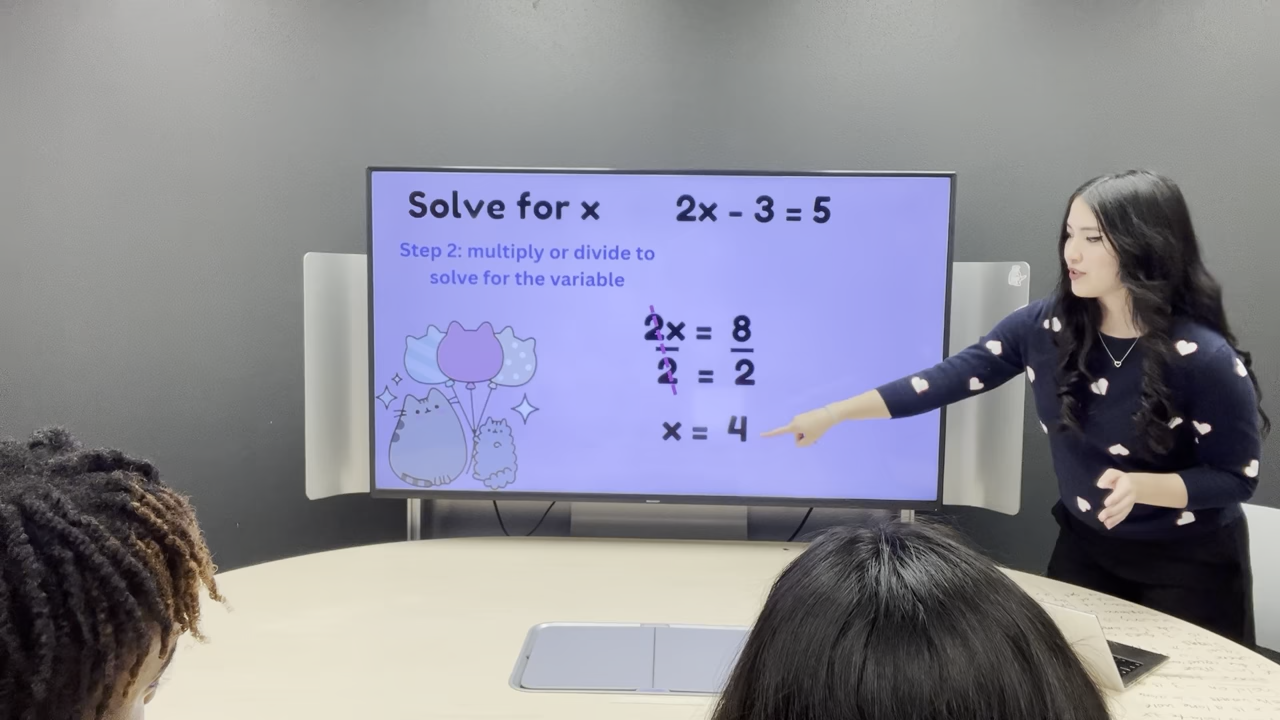 Solve for x 2x - 3 = 5
Step 2: multiply or divide to
solve for the variable
2x = 8
2 = 2
x = 4